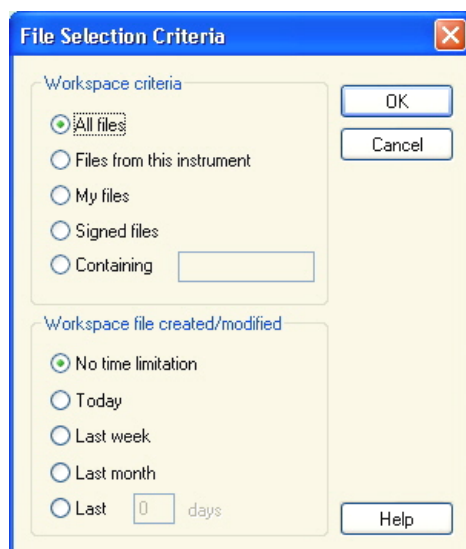 File Selection Criteria
Workspace criteria
All files
Files from this instrument
My files
Signed files
Containing
Workspace file created/modified
No time limitation
Today
Last week
Last month
Last 0 days
OK
Cancel
Help